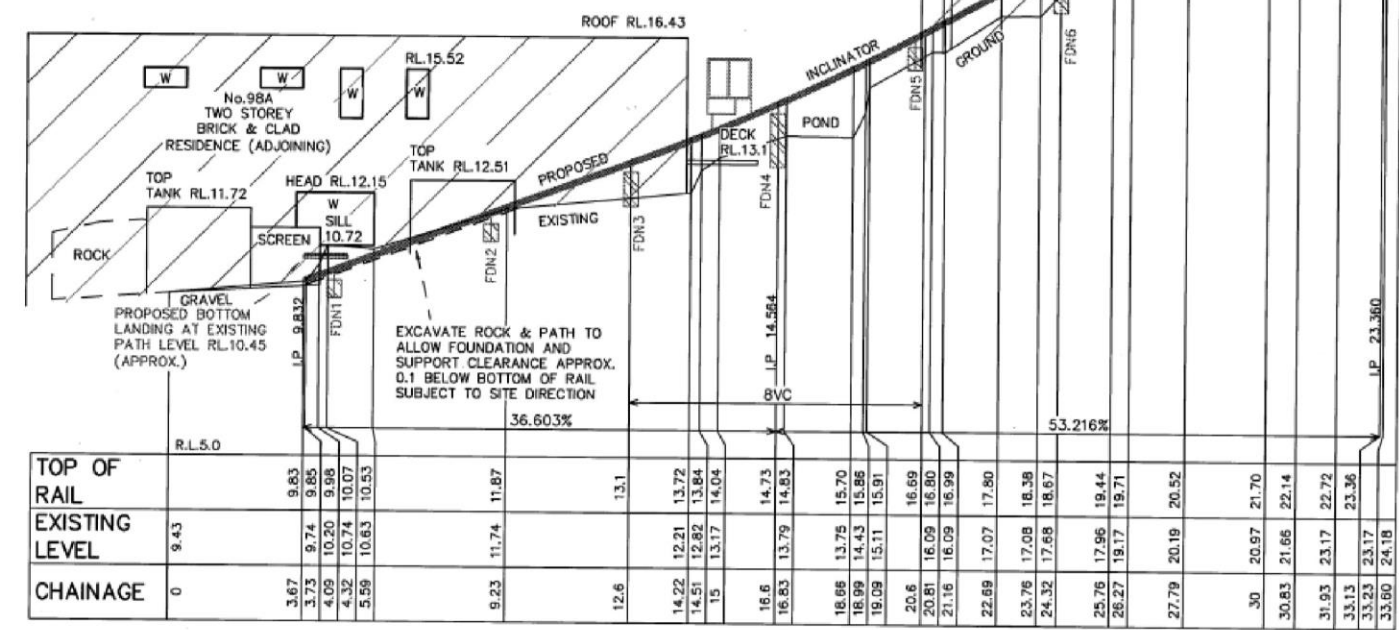 ROOF RL.16.43
W
W
W
W
RL.15.52
No.98A
TWO STOREY
BRICK & CLAD
RESIDENCE (ADJOINING)
TOP
TANK RL.11.72
HEAD RL.12.15
TOP
TANK RL.12.51
W
SILL
10.72
SCREEN
ROCK
GRAVEL
PROPOSED BOTTOM
LANDING AT EXISTING
PATH LEVEL RL.10.45
(APPROX.)
EXCAVATE ROCK & PATH TO
ALLOW FOUNDATION AND
SUPPORT CLEARANCE APPROX.
0.1 BELOW BOTTOM OF RAIL
SUBJECT TO SITE DIRECTION
PROPOSED
EXISTING
DECK
RL.13.1
POND
INCLINATOR
GROUND
FDN1
FDN2
FDN3
FDN4
FDN5
FDN6
I.P 9.832
I.P 14.564
I.P 23.360
8VC
36.603%
53.216%
R.L.5.0
TOP OF
RAIL
9.83 9.85 9.98 10.07 10.53 11.87 13.1 13.72 13.84 14.04 14.73 14.83 15.70 15.86 15.91 16.69 16.80 16.99 17.80 18.38 18.67 19.44 19.71 20.52 21.70 22.14 22.72 23.36
EXISTING
LEVEL
9.43 9.74 10.20 10.74 10.63 11.74 12.21 12.82 13.17 13.79 13.75 14.43 15.11 16.09 16.09 17.07 17.08 17.68 17.96 19.17 20.19 20.97 21.66 23.17 23.17 24.18
CHAINAGE
0 3.67 3.73 4.09 4.32 5.59 9.23 12.6 14.22 14.51 15 16.6 16.83 18.66 18.99 19.09 20.6 20.81 21.16 22.69 23.76 24.32 25.76 26.27 27.79 30 30.83 31.93 33.13 33.23 33.60